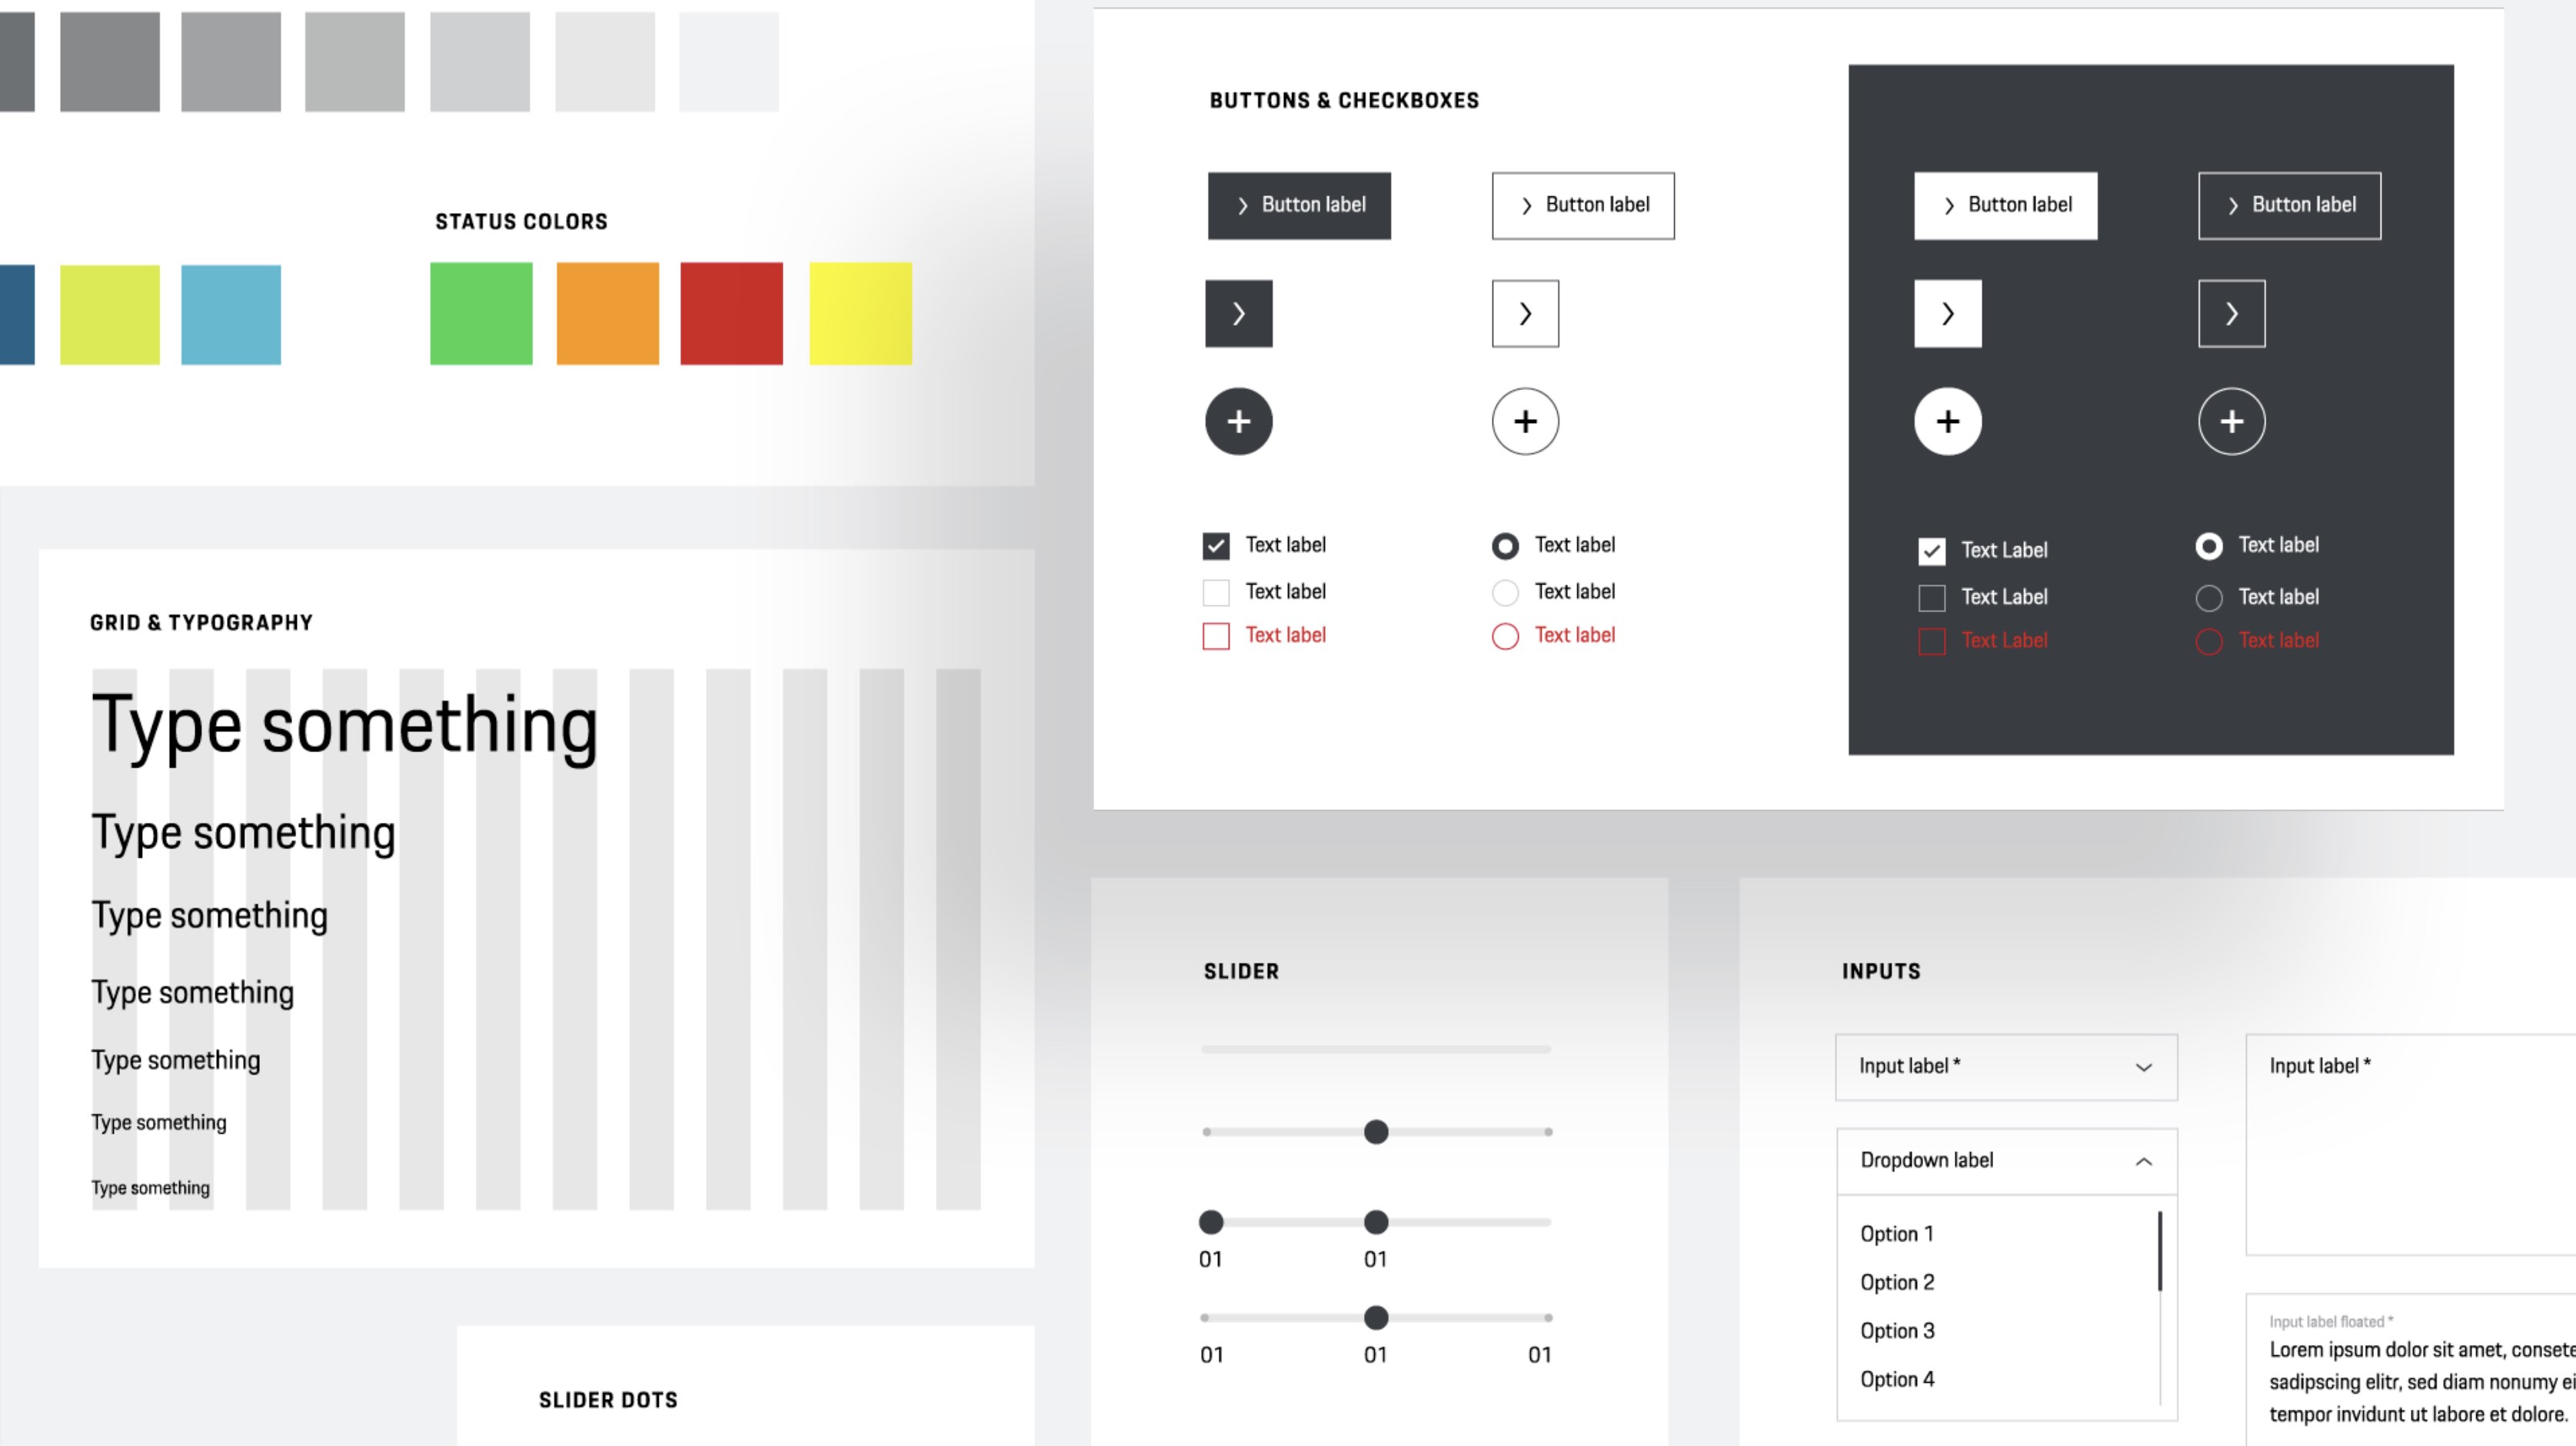 STATUS COLORS
GRID & TYPOGRAPHY
Type something
Type something
Type something
Type something
Type something
Type something
Type something
SLIDER DOTS
BUTTONS & CHECKBOXES
Button label
Button label
Button label
Button label
Text label
Text label
Text label
Text label
Text label
Text label
Text Label
Text label
Text Label
Text label
Text Label
Text label
SLIDER
01
01
01
01
01
INPUTS
Input label *
Dropdown label
Option 1
Option 2
Option 3
Option 4
Input label *
Input label floated *
Lorem ipsum dolor sit amet, consete
sadipscing elitr, sed diam nonumy ei
tempor invidunt ut labore et dolore.